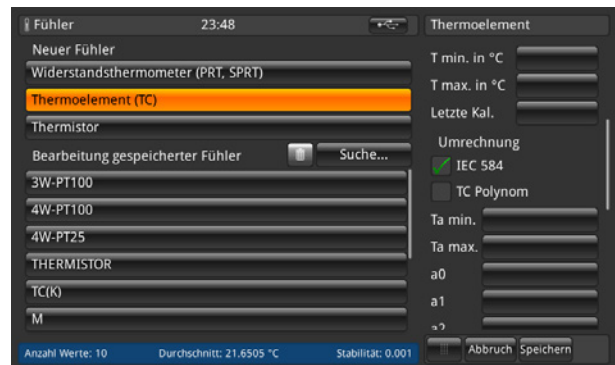 Fühler 23:48
Neuer Fühler
Widerstandsthermometer (PRT, SPRT)
Thermoelement (TC)
Thermistor
Bearbeitung gespeicherter Fühler Suche...
3W-PT100
4W-PT100
4W-PT25
THERMISTOR
TC(K)
M
Anzahl Werte: 10 Durchschnitt: 21.6505 °C Stabilität: 0.001
Thermoelement
T min. in °C
T max. in °C
Letzte Kal.
Umrechnung
IEC 584
TC Polynom
Ta min.
Ta max.
a0
a1
a2
Abbruch Speichern